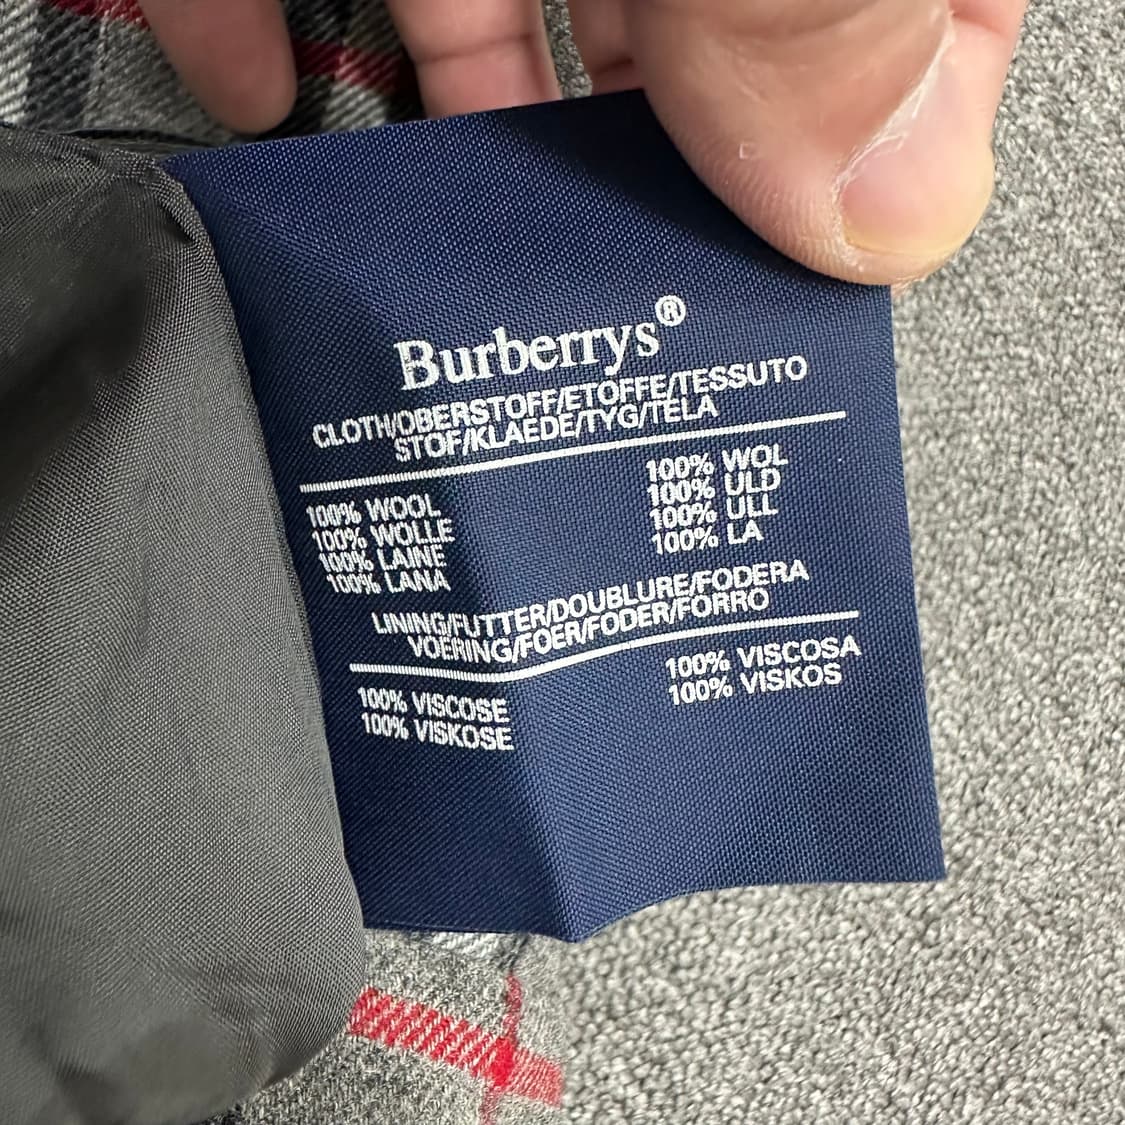 Burberrys®
CLOTH/OBERSTOFF/ETOFFE/TESSUTO
STOF/KLAEDE/TYG/TELA
100% WOOL
100% WOLLE
100% LAINE
100% LANA
100% WOL
100% ULD
100% ULL
100% LA
LINING/FUTTER/DOUBLURE/FODERA
VOERING/FOER/FODER/FORRO
100% VISCOSE
100% VISKOSE
100% VISCOSA
100% VISKOS